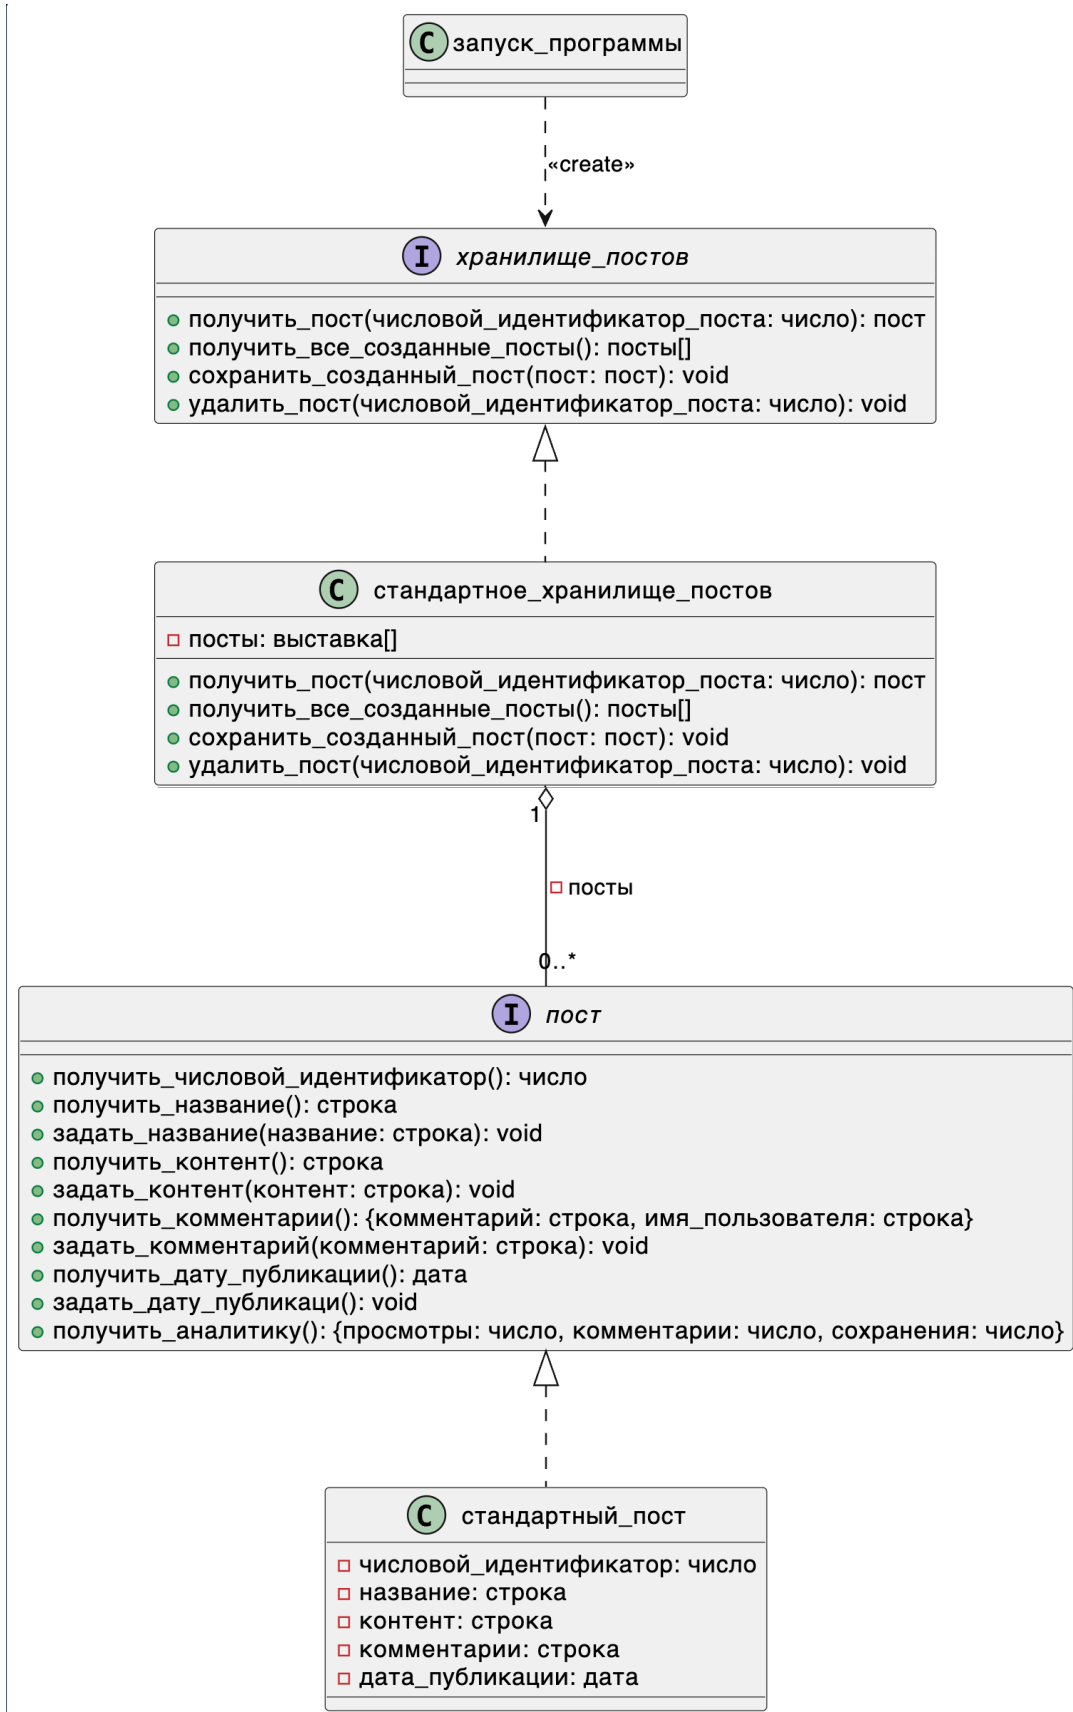 C запуск_программы
«create»
I хранилище_постов
получить_пост(числовой_идентификатор_поста: число): пост
получить_все_созданные_посты(): посты[]
сохранить_созданный_пост(пост: пост): void
удалить_пост(числовой_идентификатор_поста: число): void
C стандартное_хранилище_постов
посты: выставка[]
получить_пост(числовой_идентификатор_поста: число): пост
получить_все_созданные_посты(): посты[]
сохранить_созданный_пост(пост: пост): void
удалить_пост(числовой_идентификатор_поста: число): void
1
посты
0..*
I пост
получить_числовой_идентификатор(): число
получить_название(): строка
задать_название(название: строка): void
получить_контент(): строка
задать_контент(контент: строка): void
получить_комментарии(): {комментарий: строка, имя_пользователя: строка}
задать_комментарий(комментарий: строка): void
получить_дату_публикации(): дата
задать_дату_публикаци(): void
получить_аналитику(): {просмотры: число, комментарии: число, сохранения: число}
C стандартный_пост
числовой_идентификатор: число
название: строка
контент: строка
комментарии: строка
дата_публикации: дата